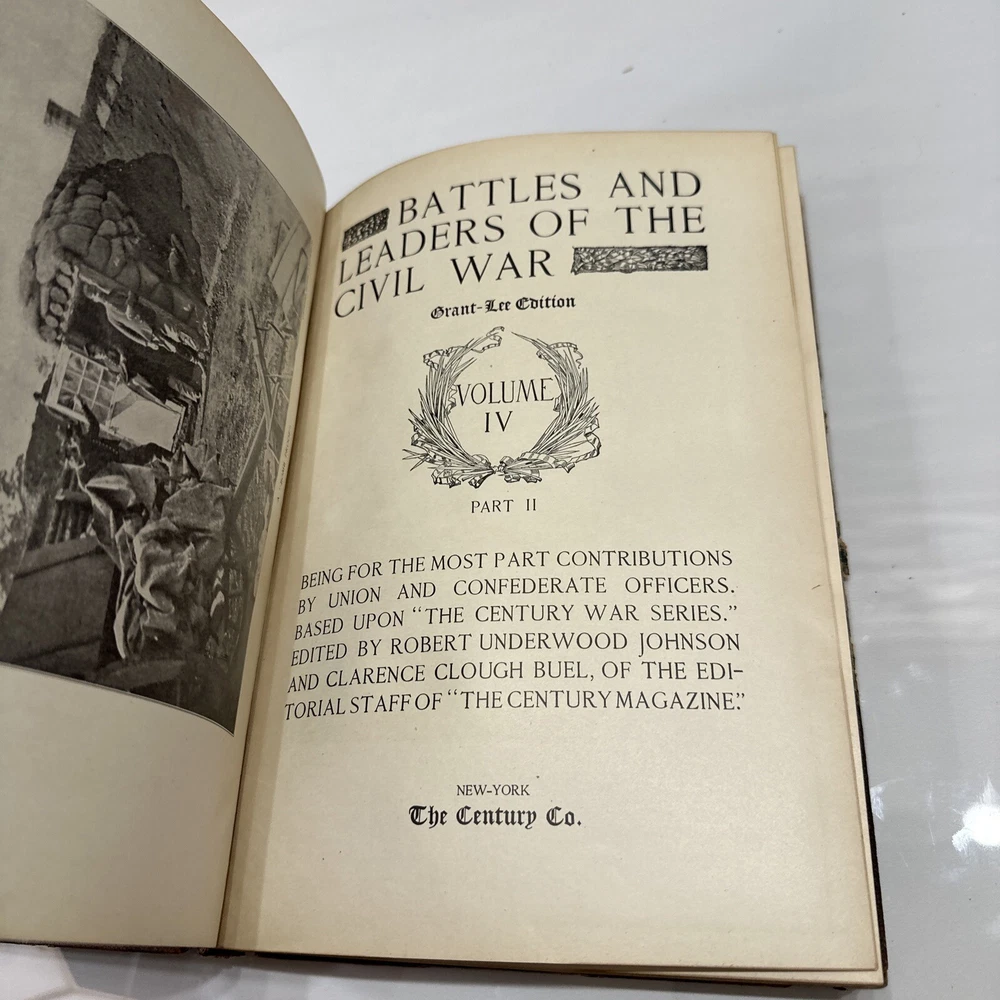 BATTLES AND
LEADERS OF THE
CIVIL WAR
Grant-Lee Edition
VOLUME
IV
PART II
BEING FOR THE MOST PART CONTRIBUTIONS
BY UNION AND CONFEDERATE OFFICERS.
BASED UPON "THE CENTURY WAR SERIES."
EDITED BY ROBERT UNDERWOOD JOHNSON
AND CLARENCE CLOUGH BUEL, OF THE EDI-
TORIAL STAFF OF "THE CENTURY MAGAZINE."
NEW-YORK
The Century Co.